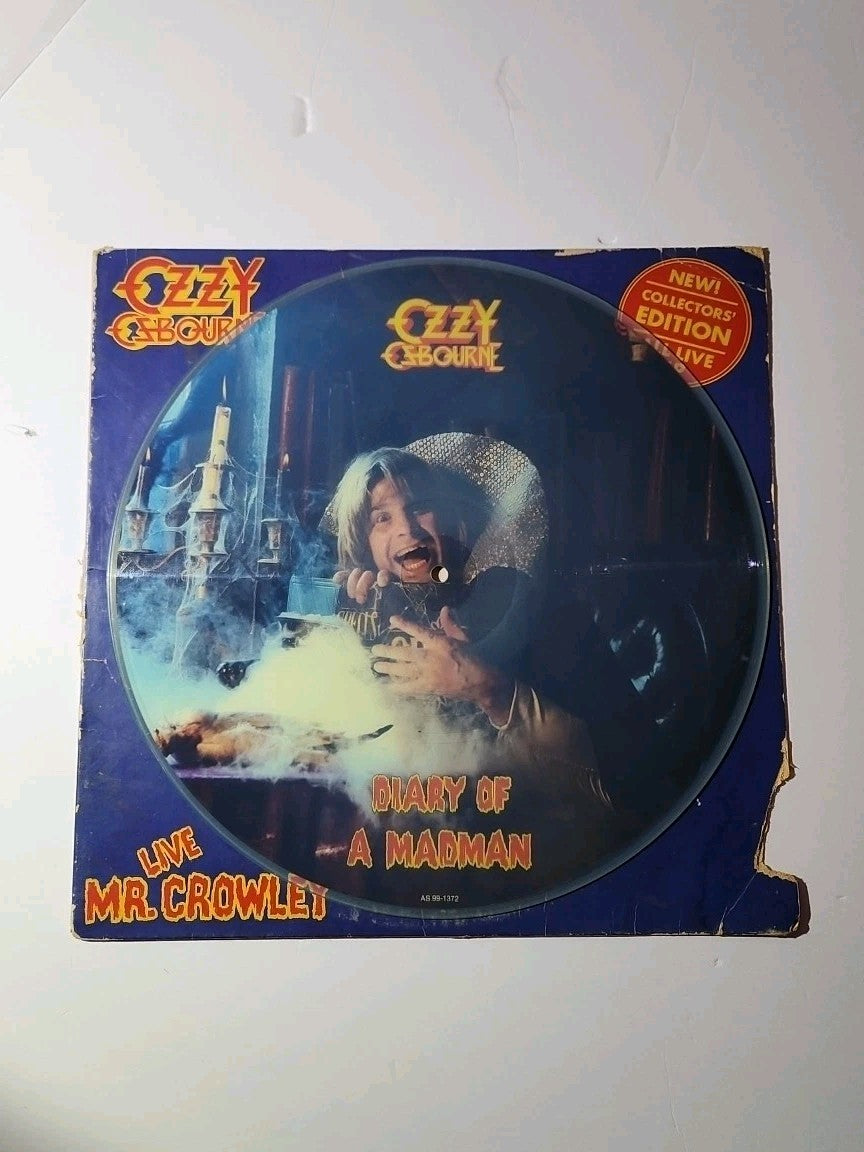 OZZY
OSBOURNE
OZZY
OSBOURNE
NEW!
COLLECTORS'
EDITION
LIVE
DIARY OF
A MADMAN
LIVE
MR. CROWLEY
AS 99-1372